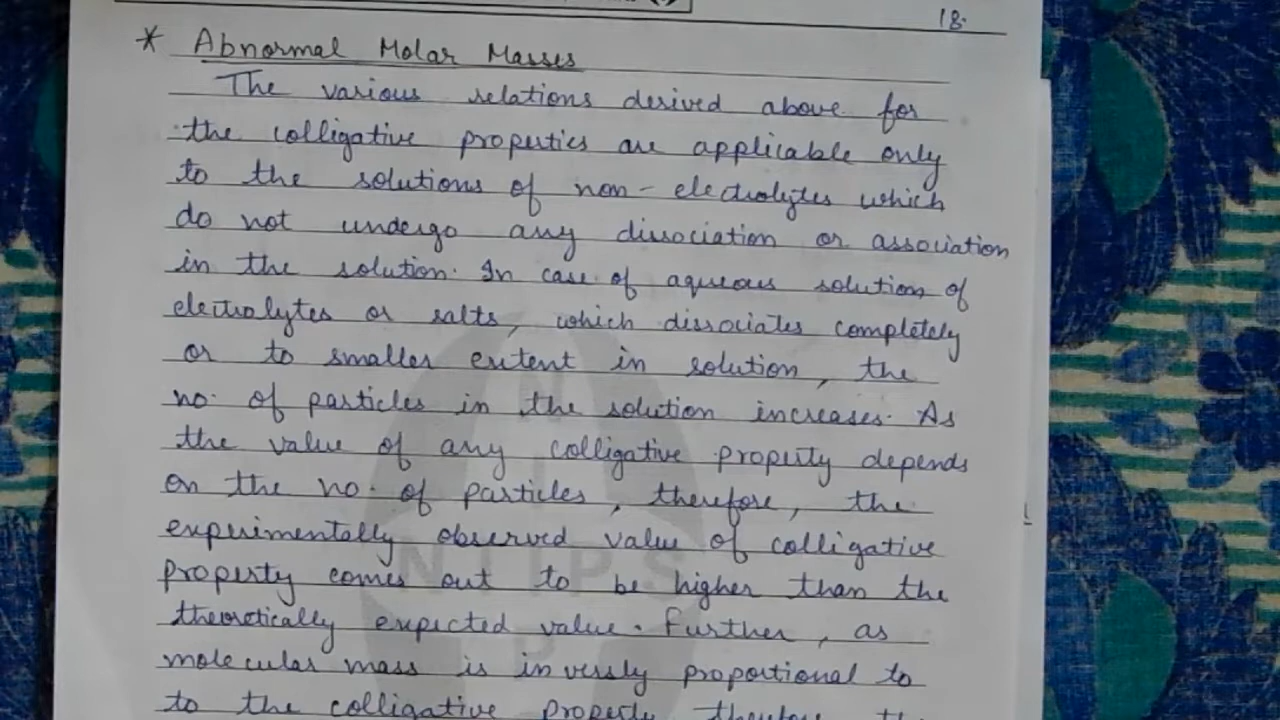 18.
* Abnormal Molar Masses
The various relations derived above for
the colligative properties are applicable only
to the solutions of non-electrolytes which
do not undergo any dissociation or association
in the solution. In case of aqueous solution of
electrolytes or salts, which dissociates completely
or to smaller extent in solution, the
no. of particles in the solution increases. As
the value of any colligative property depends
on the no. of particles, therefore, the
experimentally observed value of colligative
property comes out to be higher than the
theoretically expected value. Further, as
molecular mass is inversly proportional to
to the colligative property therefore the